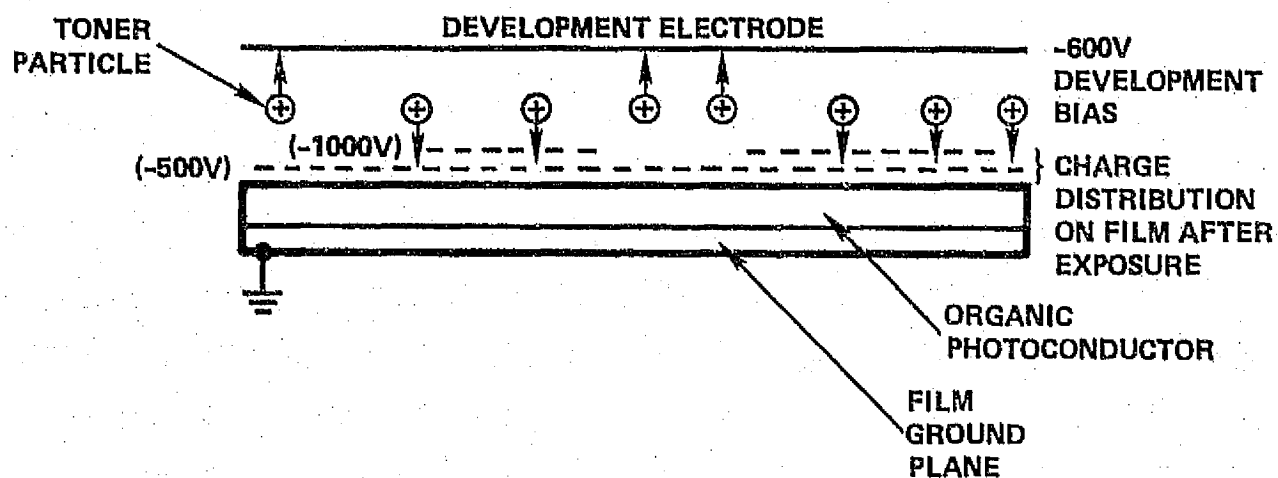 TONER
PARTICLE
DEVELOPMENT ELECTRODE
-600V
DEVELOPMENT
BIAS
+ + + + + + + +
(-1000V)
(-500V)
CHARGE
DISTRIBUTION
ON FILM AFTER
EXPOSURE
ORGANIC
PHOTOCONDUCTOR
FILM
GROUND
PLANE